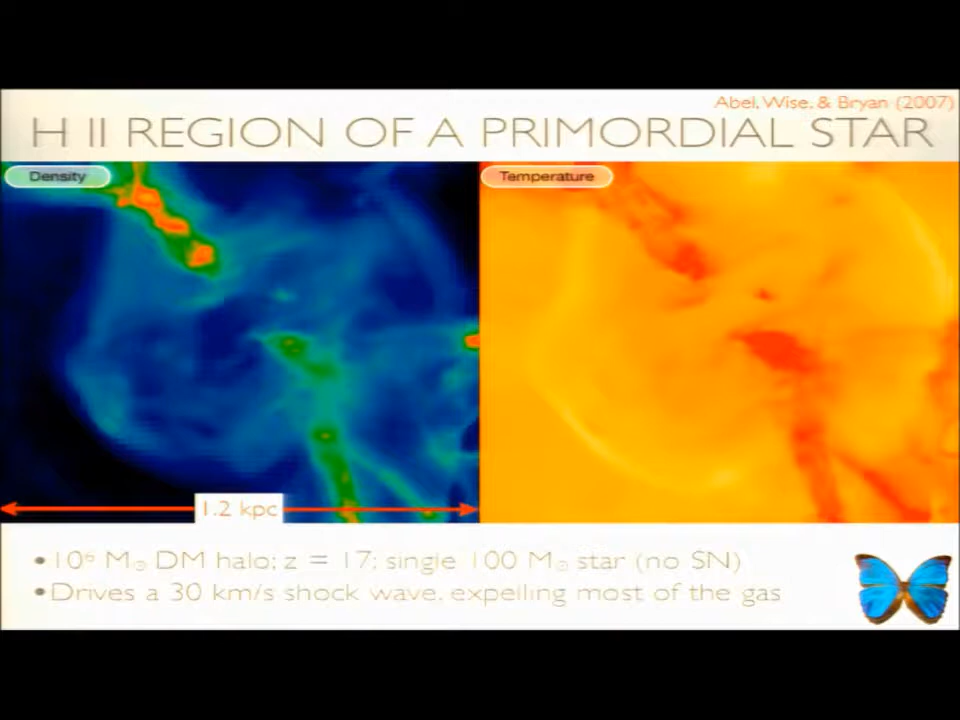 Abel, Wise, & Bryan (2007)
H II REGION OF A PRIMORDIAL STAR
Density
Temperature
1.2 kpc
•10⁶ M☉ DM halo; z = 17; single 100 M☉ star (no SN)
•Drives a 30 km/s shock wave, expelling most of the gas